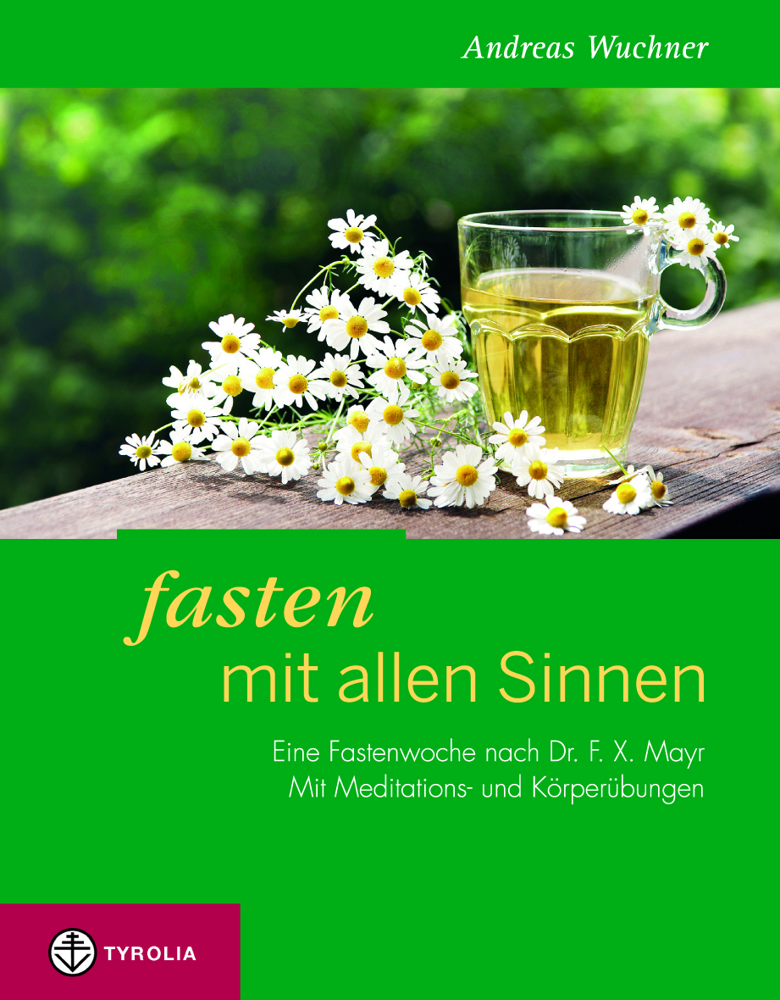 Andreas Wuchner
fasten
mit allen Sinnen
Eine Fastenwoche nach Dr. F. X. Mayr
Mit Meditations- und Körperübungen
TYROLIA